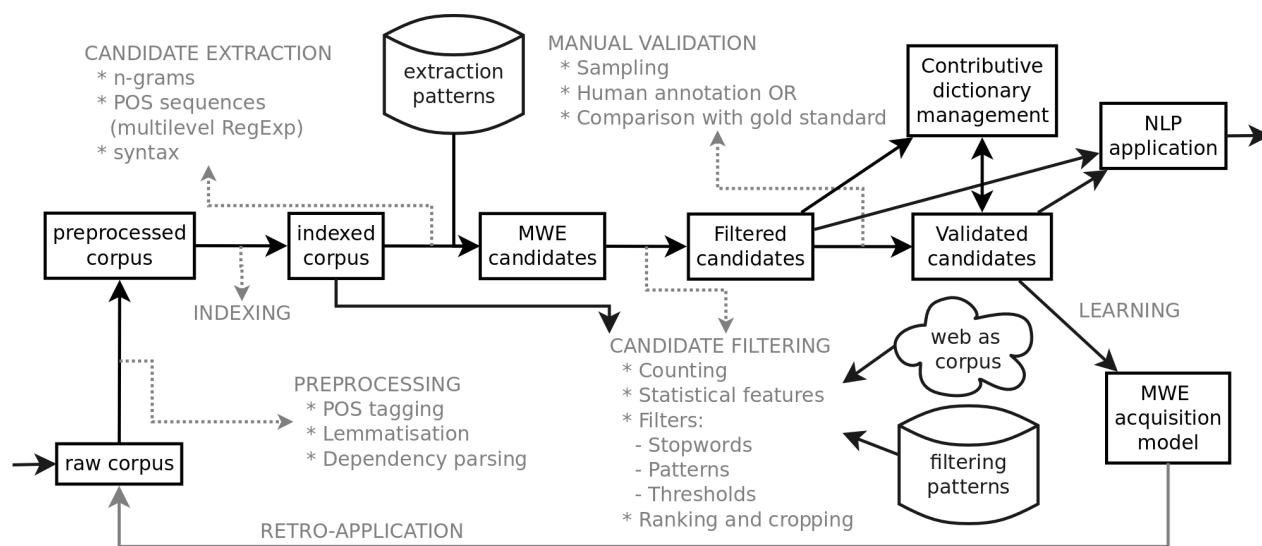 CANDIDATE EXTRACTION
* n-grams
* POS sequences
(multilevel RegExp)
* syntax
extraction
patterns
MANUAL VALIDATION
* Sampling
* Human annotation OR
* Comparison with gold standard
Contributive
dictionary
management
NLP
application
preprocessed
corpus
indexed
corpus
MWE
candidates
Filtered
candidates
Validated
candidates
INDEXING
LEARNING
CANDIDATE FILTERING
* Counting
* Statistical features
* Filters:
- Stopwords
- Patterns
- Thresholds
* Ranking and cropping
web as
corpus
filtering
patterns
MWE
acquisition
model
PREPROCESSING
* POS tagging
* Lemmatisation
* Dependency parsing
raw corpus
RETRO-APPLICATION